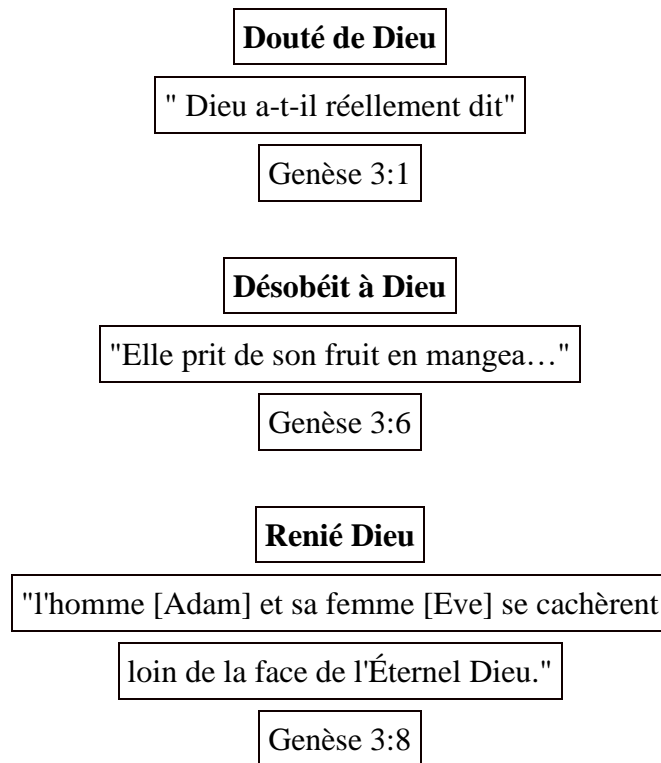 Douté de Dieu
" Dieu a-t-il réellement dit"
Genèse 3:1
Désobéit à Dieu
"Elle prit de son fruit en mangea…"
Genèse 3:6
Renié Dieu
"l'homme [Adam] et sa femme [Eve] se cachèrent
loin de la face de l'Éternel Dieu."
Genèse 3:8